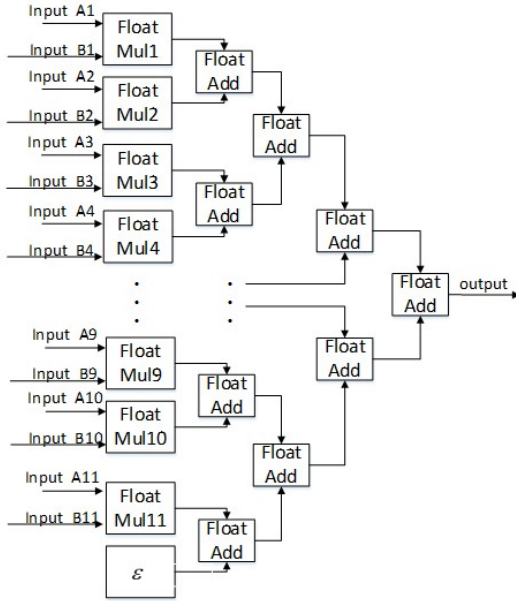 Input A1
Float
Mul1
Input B1
Float
Add
Input A2
Float
Mul2
Input B2
Float
Add
Input A3
Float
Mul3
Input B3
Float
Add
Input A4
Float
Mul4
Input B4
Float
Add
Float
Add
output
Input A9
Float
Mul9
Input B9
Float
Add
Float
Add
Input A10
Float
Mul10
Input B10
Float
Add
Input A11
Float
Mul11
Input B11
Float
Add
ε